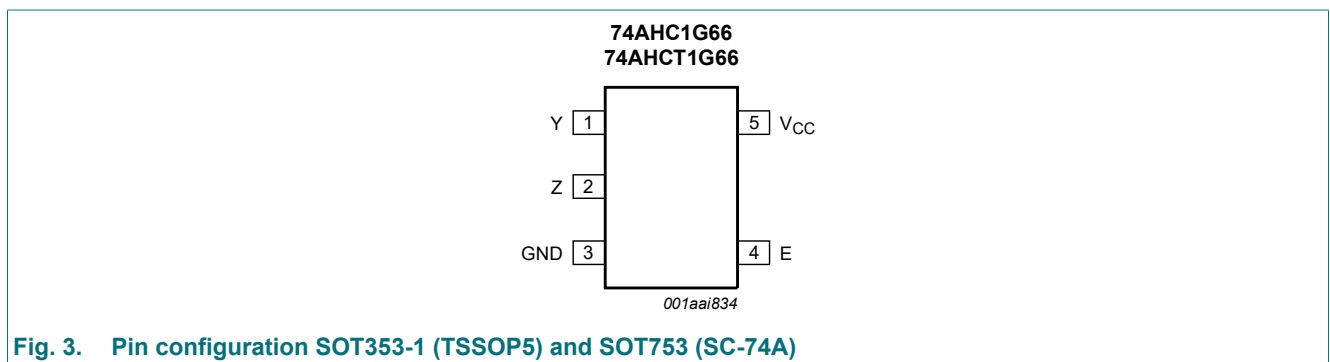 74AHC1G66
74AHCT1G66
Y 1 5 VCC
Z 2
GND 3 4 E
001aai834
Fig. 3. Pin configuration SOT353-1 (TSSOP5) and SOT753 (SC-74A)